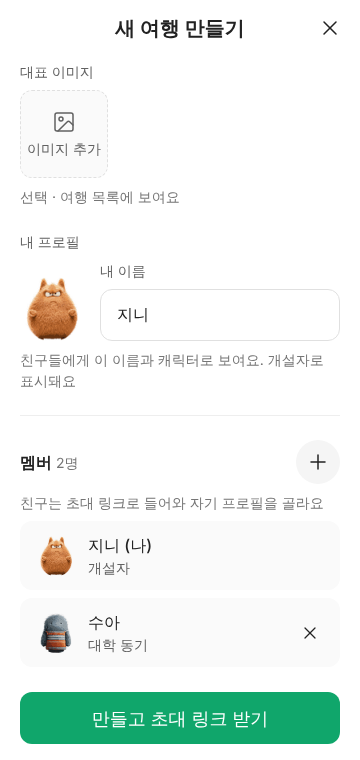 새 여행 만들기
대표 이미지
이미지 추가
선택 · 여행 목록에 보여요
내 프로필
내 이름
지니
친구들에게 이 이름과 캐릭터로 보여요. 개설자로
표시돼요
멤버 2명
친구는 초대 링크로 들어와 자기 프로필을 골라요
지니 (나)
개설자
수아
대학 동기
만들고 초대 링크 받기